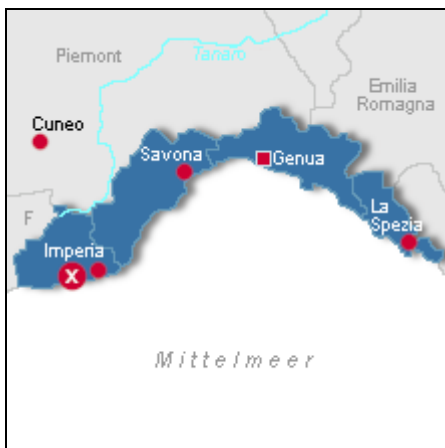 Piemont
Tanaro
Emilia
Romagna
Cuneo
Savona
Genua
La
Spezia
F
Imperia
X
Mittelmeer